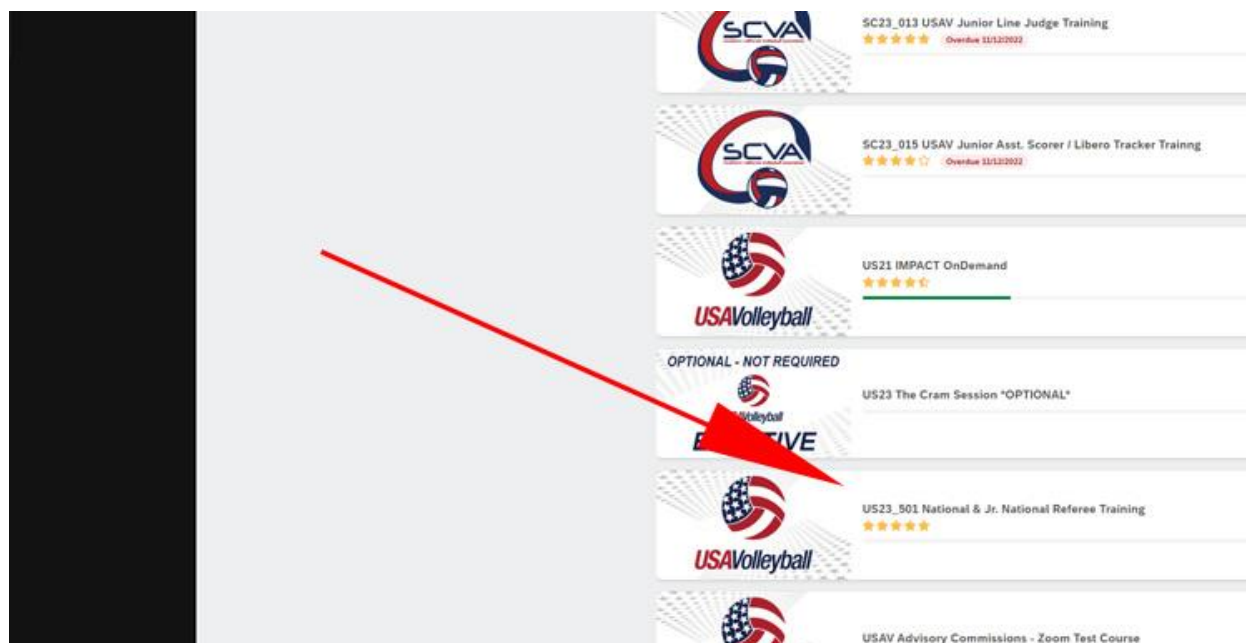 SCVA
SC23_013 USAV Junior Line Judge Training
Overdue 11/12/2022
SCVA
SC23_015 USAV Junior Asst. Scorer / Libero Tracker Trainng
Overdue 11/12/2022
USAVolleyball
US21 IMPACT OnDemand
OPTIONAL - NOT REQUIRED
US23 The Cram Session *OPTIONAL*
USAVolleyball
US23_501 National & Jr. National Referee Training
USAV Advisory Commissions - Zoom Test Course